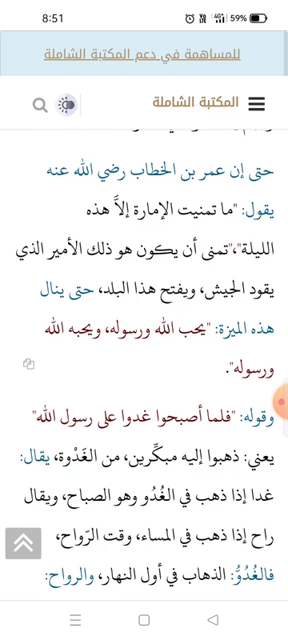 8:51
59%
للمساهمة في دعم المكتبة الشاملة
المكتبة الشاملة
حتى إن عمر بن الخطاب رضي الله عنه
يقول: "ما تمنيت الإمارة إلاَّ هذه
الليلة"،"تمنى أن يكون هو ذلك الأمير الذي
يقود الجيش، ويفتح هذا البلد، حتى ينال
هذه الميزة: "يحب الله ورسوله، ويحبه الله
ورسوله".
وقوله: "فلما أصبحوا غدوا على رسول الله"
يعني: ذهبوا إليه مبكِّرين، من الغَدْوة، يقال:
غدا إذا ذهب في الغُدُو وهو الصباح، ويقال
راح إذا ذهب في المساء، وقت الرّواح،
فالغُدُوُّ: الذهاب في أول النهار، والرواح: